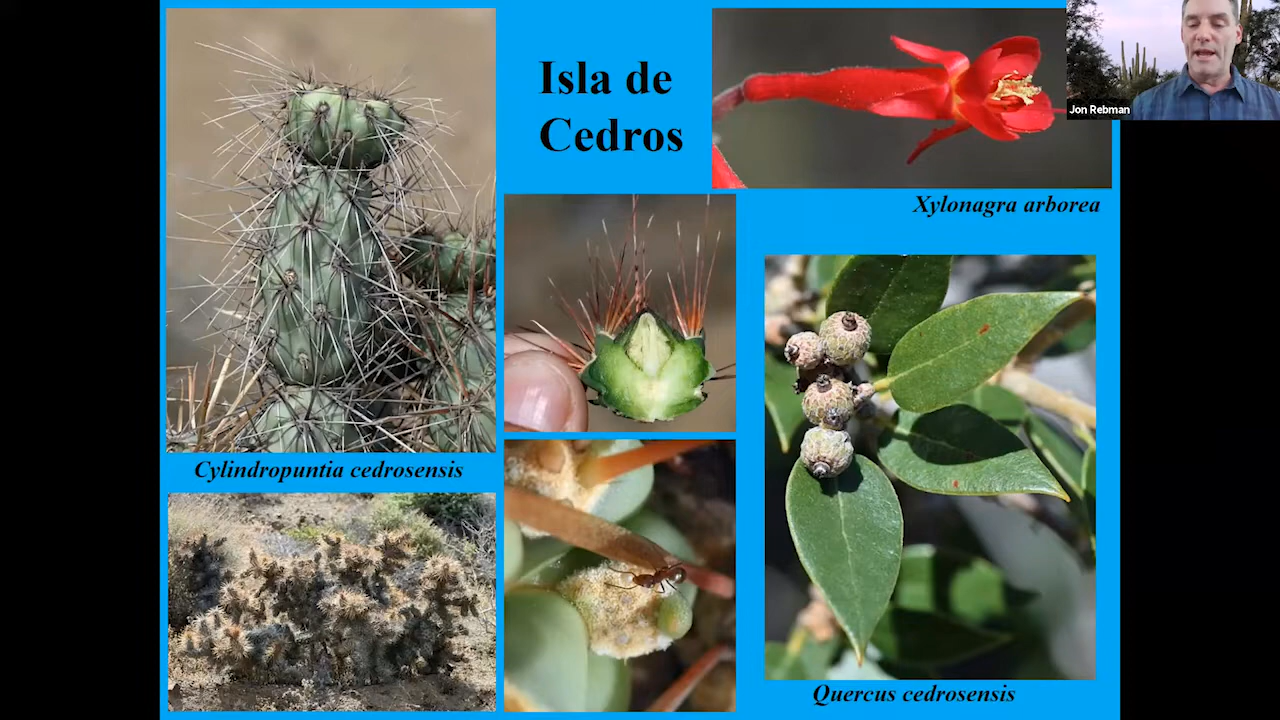 Isla de
Cedros
Jon Rebman
Xylonagra arborea
Cylindropuntia cedrosensis
Quercus cedrosensis